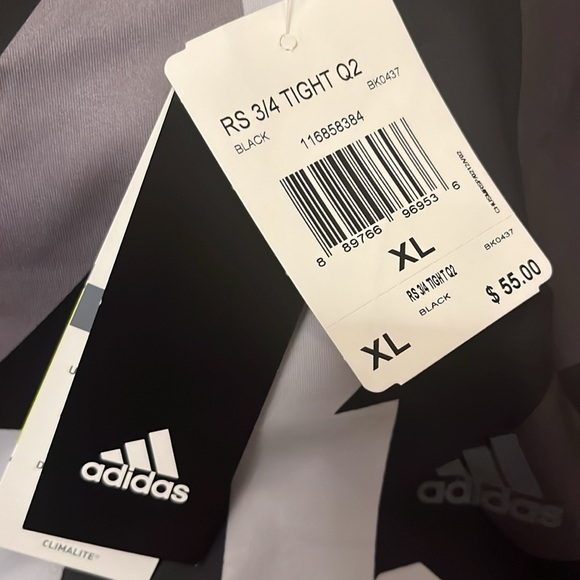 RS 3/4 TIGHT Q2
BLACK
BK0437
116858384
8 89766 96953 6
XL
BK0437
RS 3/4 TIGHT Q2
BLACK
$ 55.00
XL
adidas
adidas
CLIMALITE®